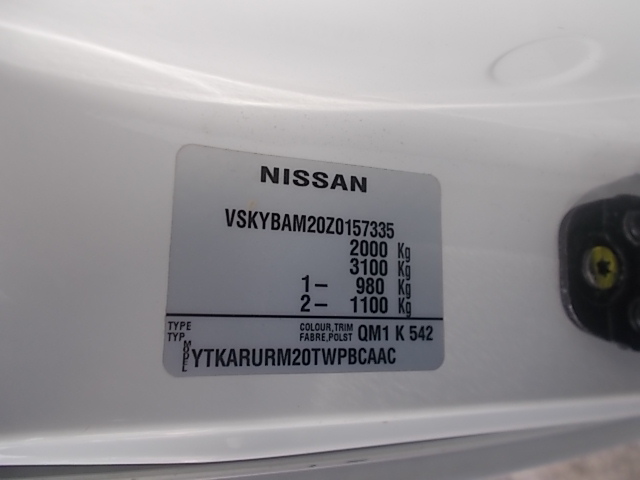 NISSAN
VSKYBAM20Z0157335
2000 Kg
3100 Kg
1- 980 Kg
2- 1100 Kg
TYPE COLOUR,TRIM QM1 K 542
TYP. FABRE,POLST
MODEL YTKARURM20TWPBCAAC